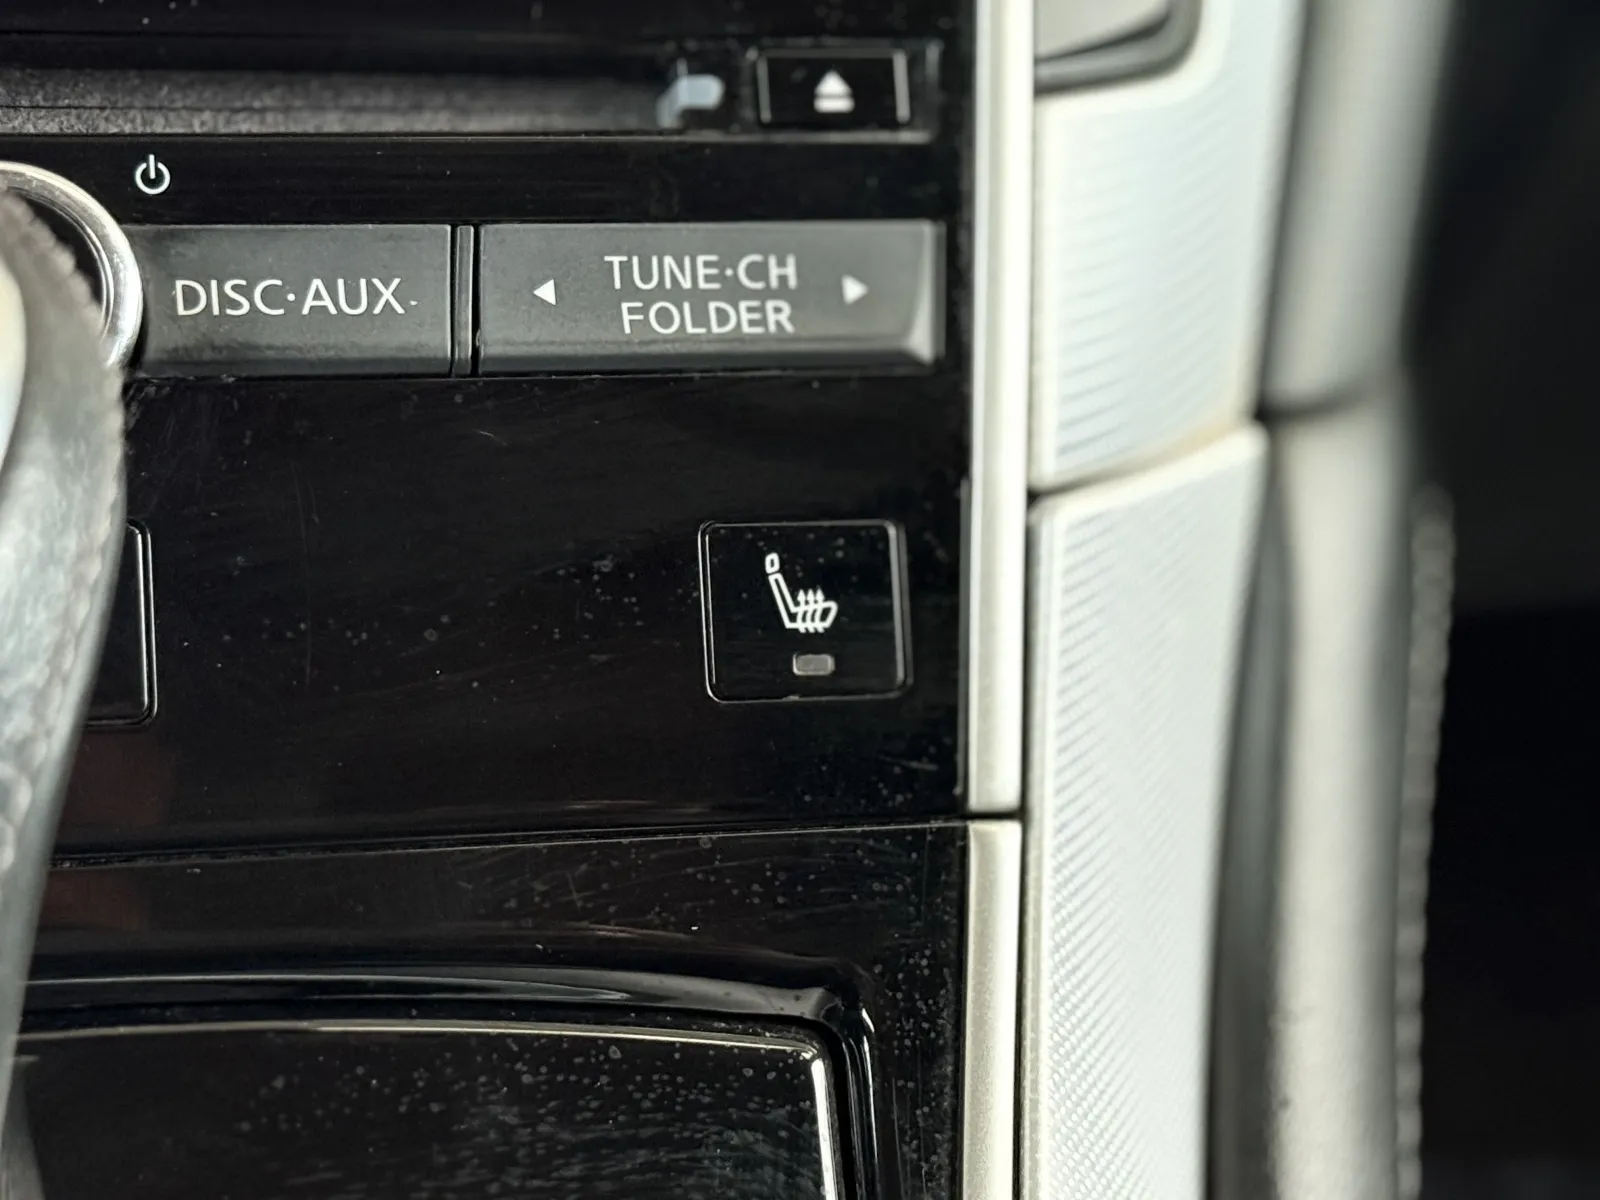 DISC·AUX
TUNE·CH
FOLDER